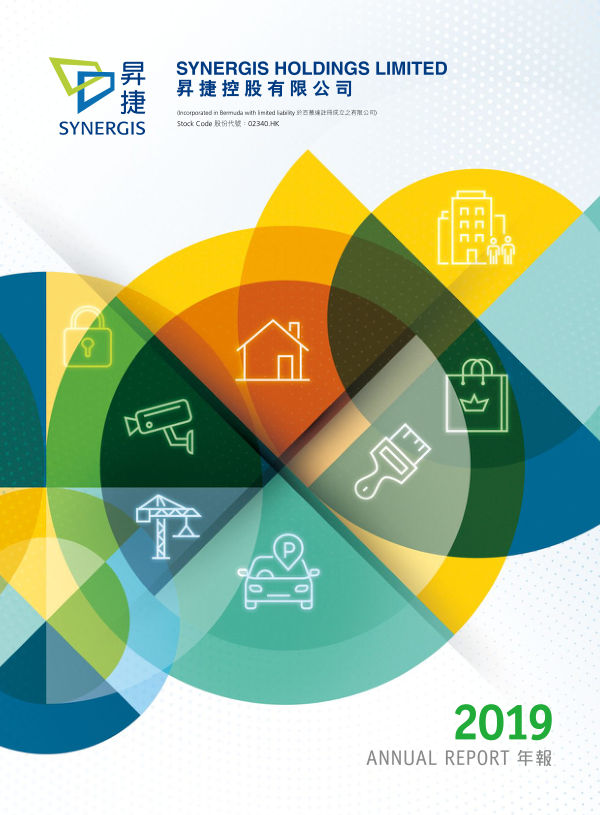 昇捷
SYNERGIS
SYNERGIS HOLDINGS LIMITED
昇捷控股有限公司
(Incorporated in Bermuda with limited liability 於百慕達註冊成立之有限公司)
Stock Code 股份代號：02340.HK
P
2019
ANNUAL REPORT 年報